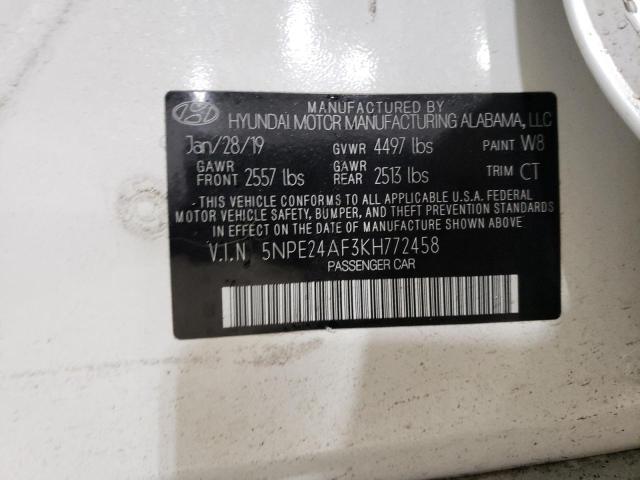 MANUFACTURED BY
HYUNDAI MOTOR MANUFACTURING ALABAMA, LLC
Jan/28/19 GVWR 4497 lbs PAINT W8
GAWR FRONT 2557 lbs GAWR REAR 2513 lbs TRIM CT
THIS VEHICLE CONFORMS TO ALL APPLICABLE U.S.A. FEDERAL
MOTOR VEHICLE SAFETY, BUMPER, AND THEFT PREVENTION STANDARDS
IN EFFECT ON THE DATE OF MANUFACTURE SHOWN ABOVE
V.I.N 5NPE24AF3KH772458
PASSENGER CAR